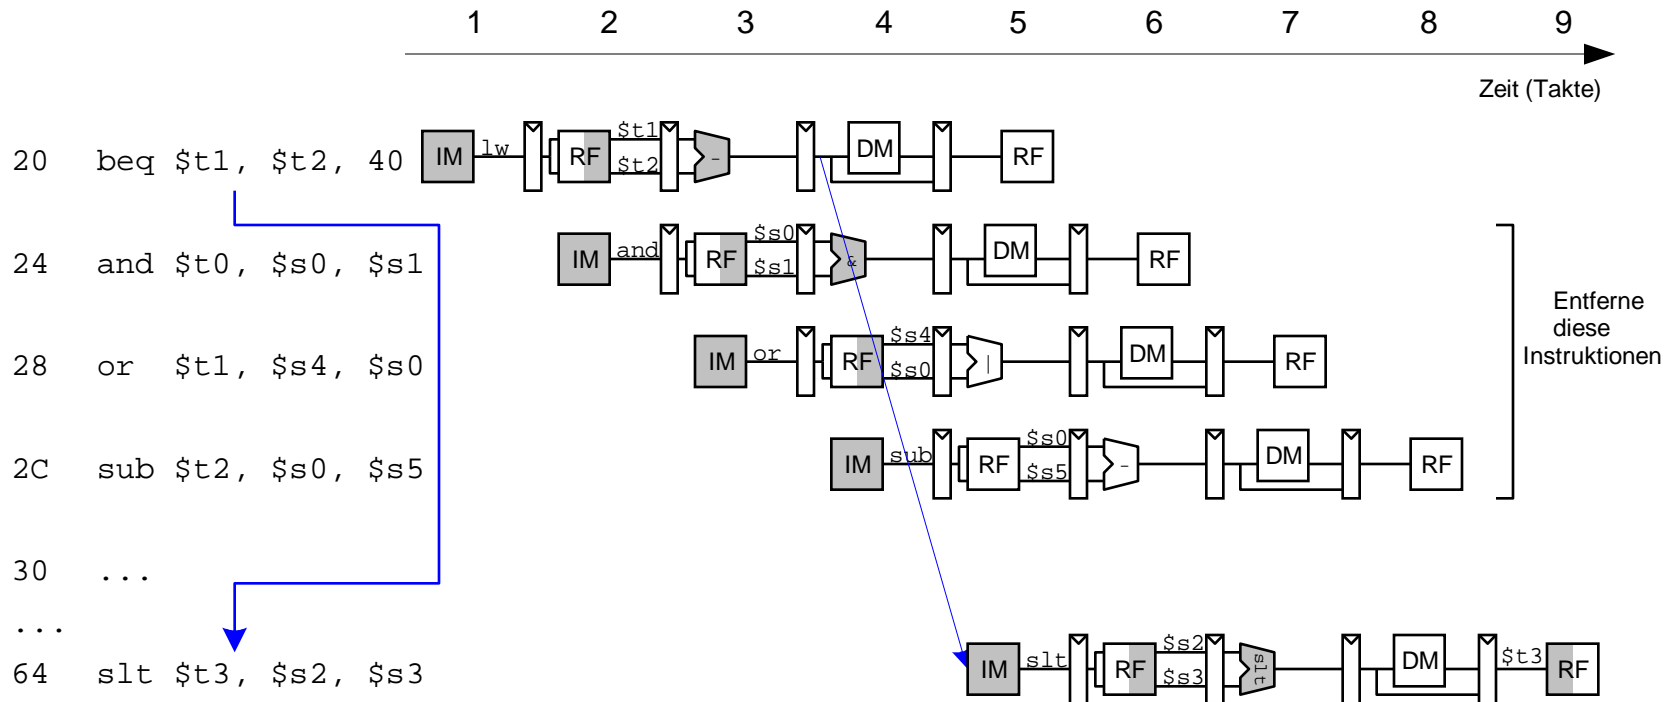 1 2 3 4 5 6 7 8 9
Zeit (Takte)
20 beq $t1, $t2, 40 IM lw RF $t1 $t2 - DM RF
24 and $t0, $s0, $s1 IM and RF $s0 $s1 & DM RF
28 or $t1, $s4, $s0 IM or RF $s4 $s0 | DM RF
2C sub $t2, $s0, $s5 IM sub RF $s0 $s5 - DM RF
Entferne
diese
Instruktionen
30 ...
...
64 slt $t3, $s2, $s3 IM slt RF $s2 $s3 slt DM $t3 RF